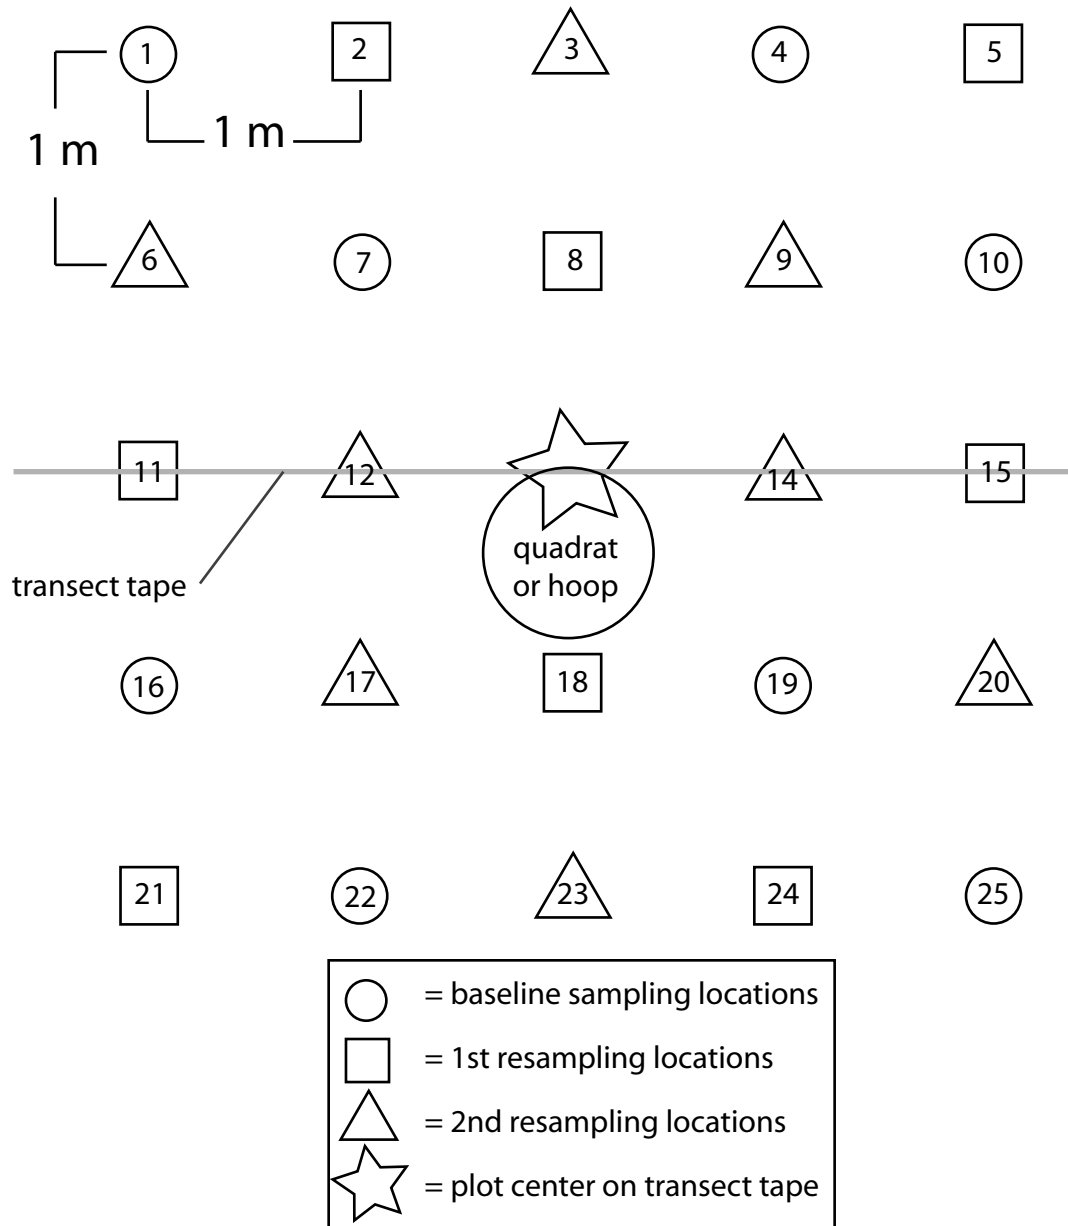 1
2
3
4
5
1 m
1 m
6
7
8
9
10
11
12
14
15
quadrat
or hoop
transect tape
16
17
18
19
20
21
22
23
24
25
= baseline sampling locations
= 1st resampling locations
= 2nd resampling locations
= plot center on transect tape